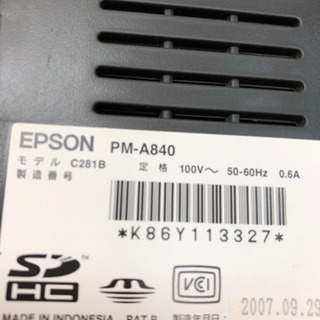 EPSON PM-A840
モデル C281B 定格 100V～ 50-60Hz 0.6A
製造番号
*K86Y113327*
SD HC VCCI
MADE IN INDONESIA PAT.P 製造年月日: 2007.09.29